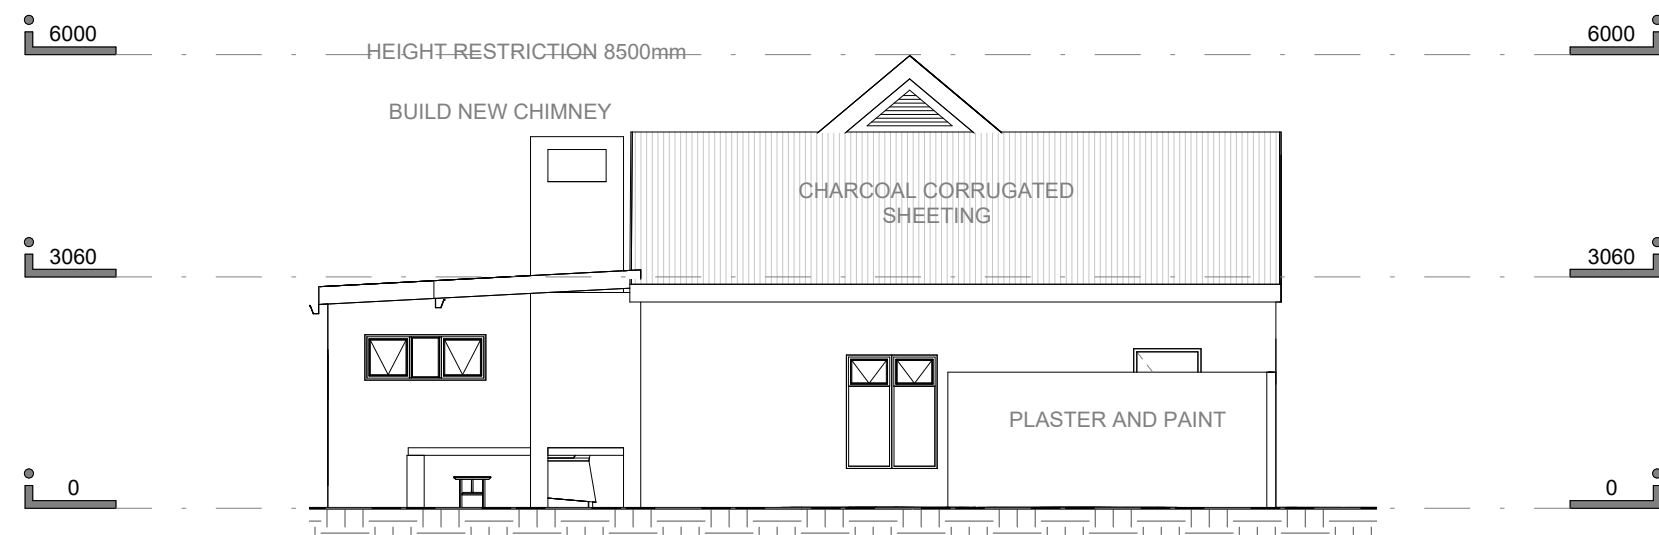 6000
HEIGHT RESTRICTION 8500mm
6000
BUILD NEW CHIMNEY
CHARCOAL CORRUGATED
SHEETING
3060
3060
PLASTER AND PAINT
0
0